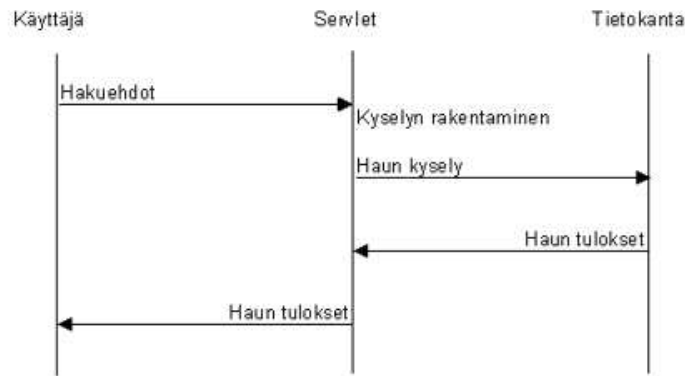 Käyttäjä Servlet Tietokanta
Hakuehdot
Kyselyn rakentaminen
Haun kysely
Haun tulokset
Haun tulokset